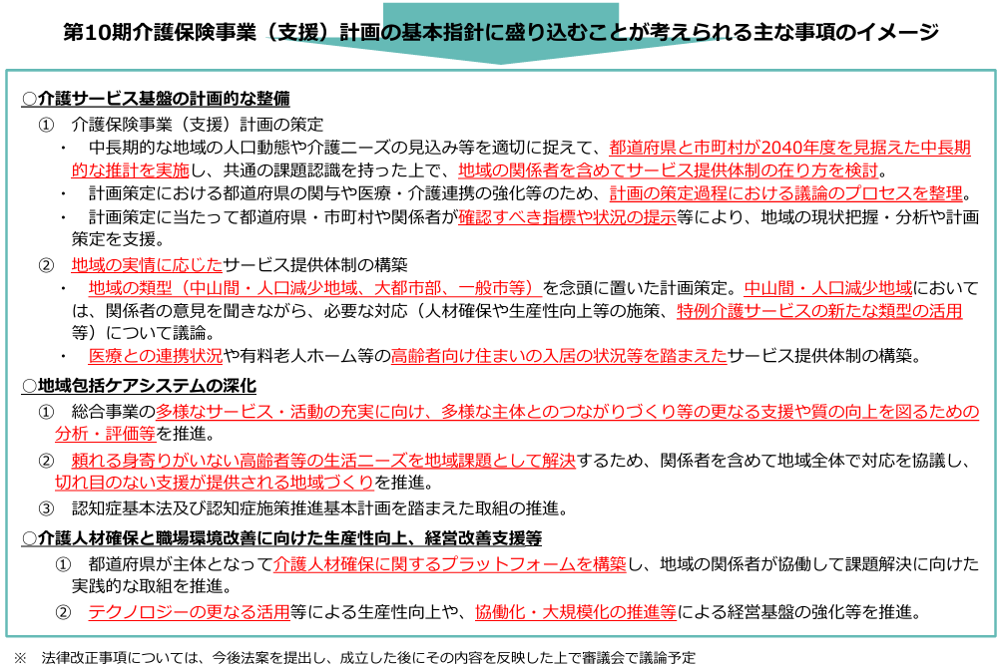 第10期介護保険事業（支援）計画の基本指針に盛り込むことが考えられる主な事項のイメージ
○介護サービス基盤の計画的な整備
①　介護保険事業（支援）計画の策定
・　中長期的な地域の人口動態や介護ニーズの見込み等を適切に捉えて、都道府県と市町村が2040年度を見据えた中長期
的な推計を実施し、共通の課題認識を持った上で、地域の関係者を含めてサービス提供体制の在り方を検討。
・　計画策定における都道府県の関与や医療・介護連携の強化等のため、計画の策定過程における議論のプロセスを整理。
・　計画策定に当たって都道府県・市町村や関係者が確認すべき指標や状況の提示等により、地域の現状把握・分析や計画
策定を支援。
②　地域の実情に応じたサービス提供体制の構築
・　地域の類型（中山間・人口減少地域、大都市部、一般市等）を念頭に置いた計画策定。中山間・人口減少地域において
は、関係者の意見を聞きながら、必要な対応（人材確保や生産性向上等の施策、特例介護サービスの新たな類型の活用
等）について議論。
・　医療との連携状況や有料老人ホーム等の高齢者向け住まいの入居の状況等を踏まえたサービス提供体制の構築。
○地域包括ケアシステムの深化
①　総合事業の多様なサービス・活動の充実に向け、多様な主体とのつながりづくり等の更なる支援や質の向上を図るための
分析・評価等を推進。
②　頼れる身寄りがいない高齢者等の生活ニーズを地域課題として解決するため、関係者を含めて地域全体で対応を協議し、
切れ目のない支援が提供される地域づくりを推進。
③　認知症基本法及び認知症施策推進基本計画を踏まえた取組の推進。
○介護人材確保と職場環境改善に向けた生産性向上、経営改善支援等
①　都道府県が主体となって介護人材確保に関するプラットフォームを構築し、地域の関係者が協働して課題解決に向けた
実践的な取組を推進。
②　テクノロジーの更なる活用等による生産性向上や、協働化・大規模化の推進等による経営基盤の強化等を推進。
※　法律改正事項については、今後法案を提出し、成立した後にその内容を反映した上で審議会で議論予定